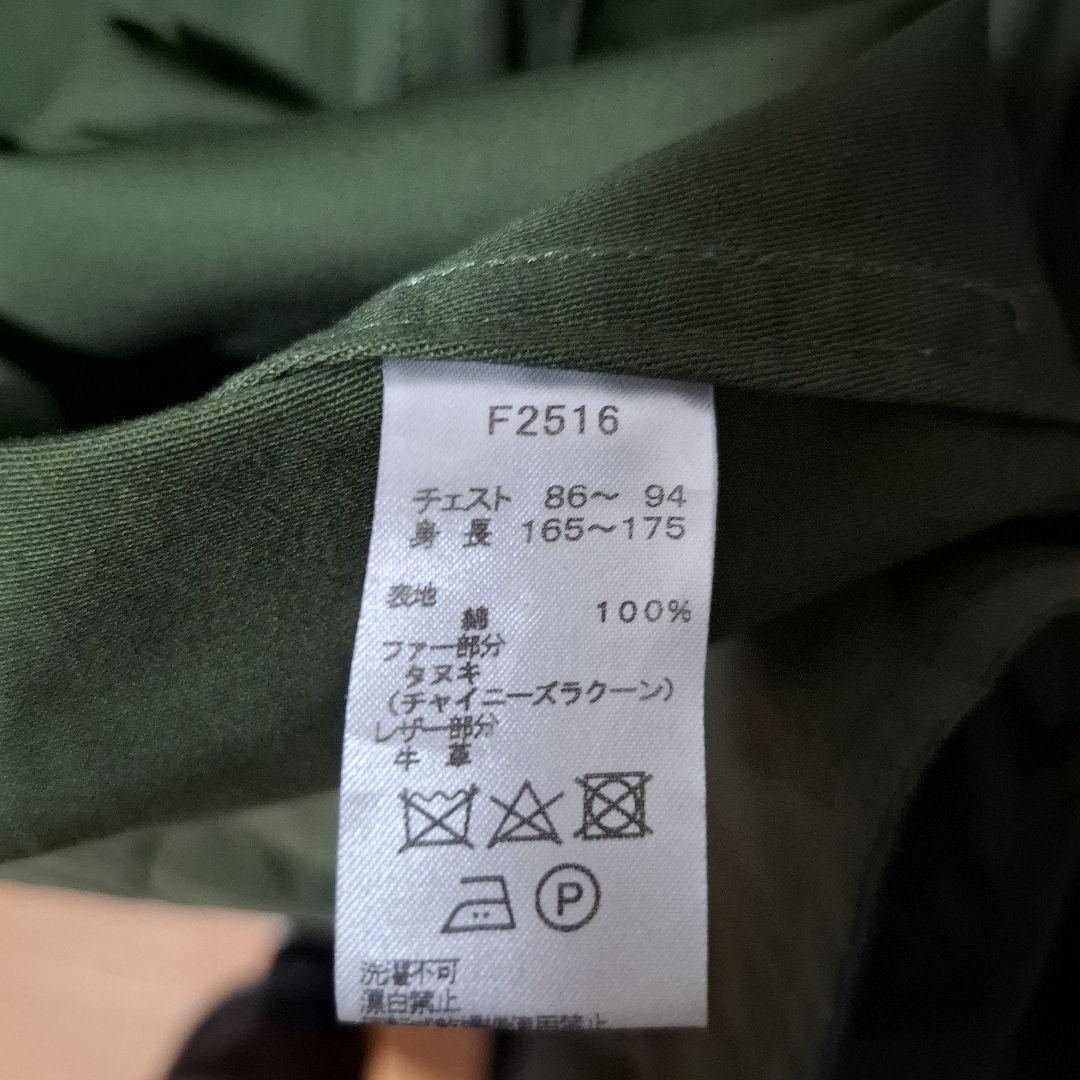 F2516
チェスト 86～ 94
身 長 165～175
表地
綿 100%
ファー部分
タヌキ
(チャイニーズラクーン)
レザー部分
牛 革
P
洗濯不可
漂白禁止